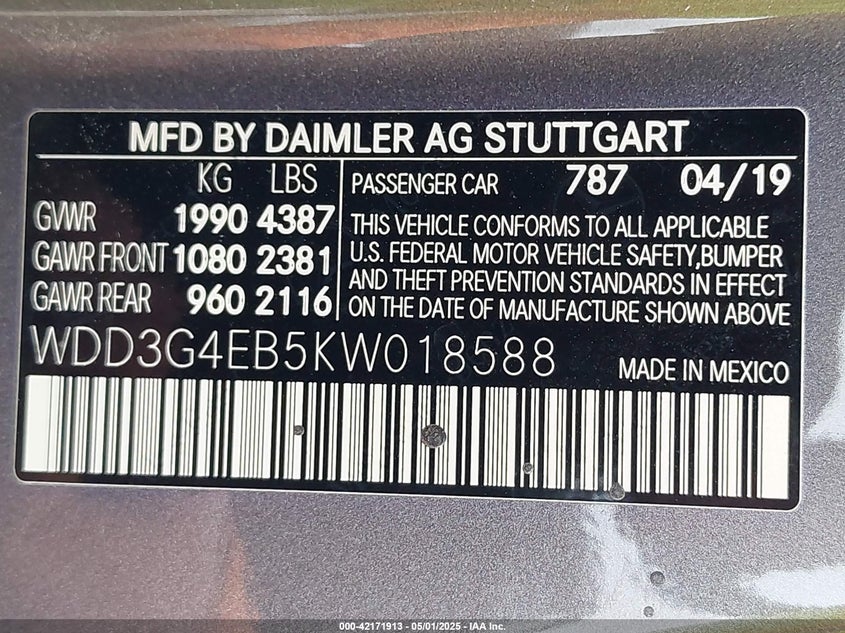 MFD BY DAIMLER AG STUTTGART
KG LBS
GVWR 1990 4387
GAWR FRONT 1080 2381
GAWR REAR 960 2116
PASSENGER CAR 787 04/19
THIS VEHICLE CONFORMS TO ALL APPLICABLE
U.S. FEDERAL MOTOR VEHICLE SAFETY,BUMPER
AND THEFT PREVENTION STANDARDS IN EFFECT
ON THE DATE OF MANUFACTURE SHOWN ABOVE
WDD3G4EB5KW018588 MADE IN MEXICO
000-42171913 - 05/01/2025 - IAA Inc.